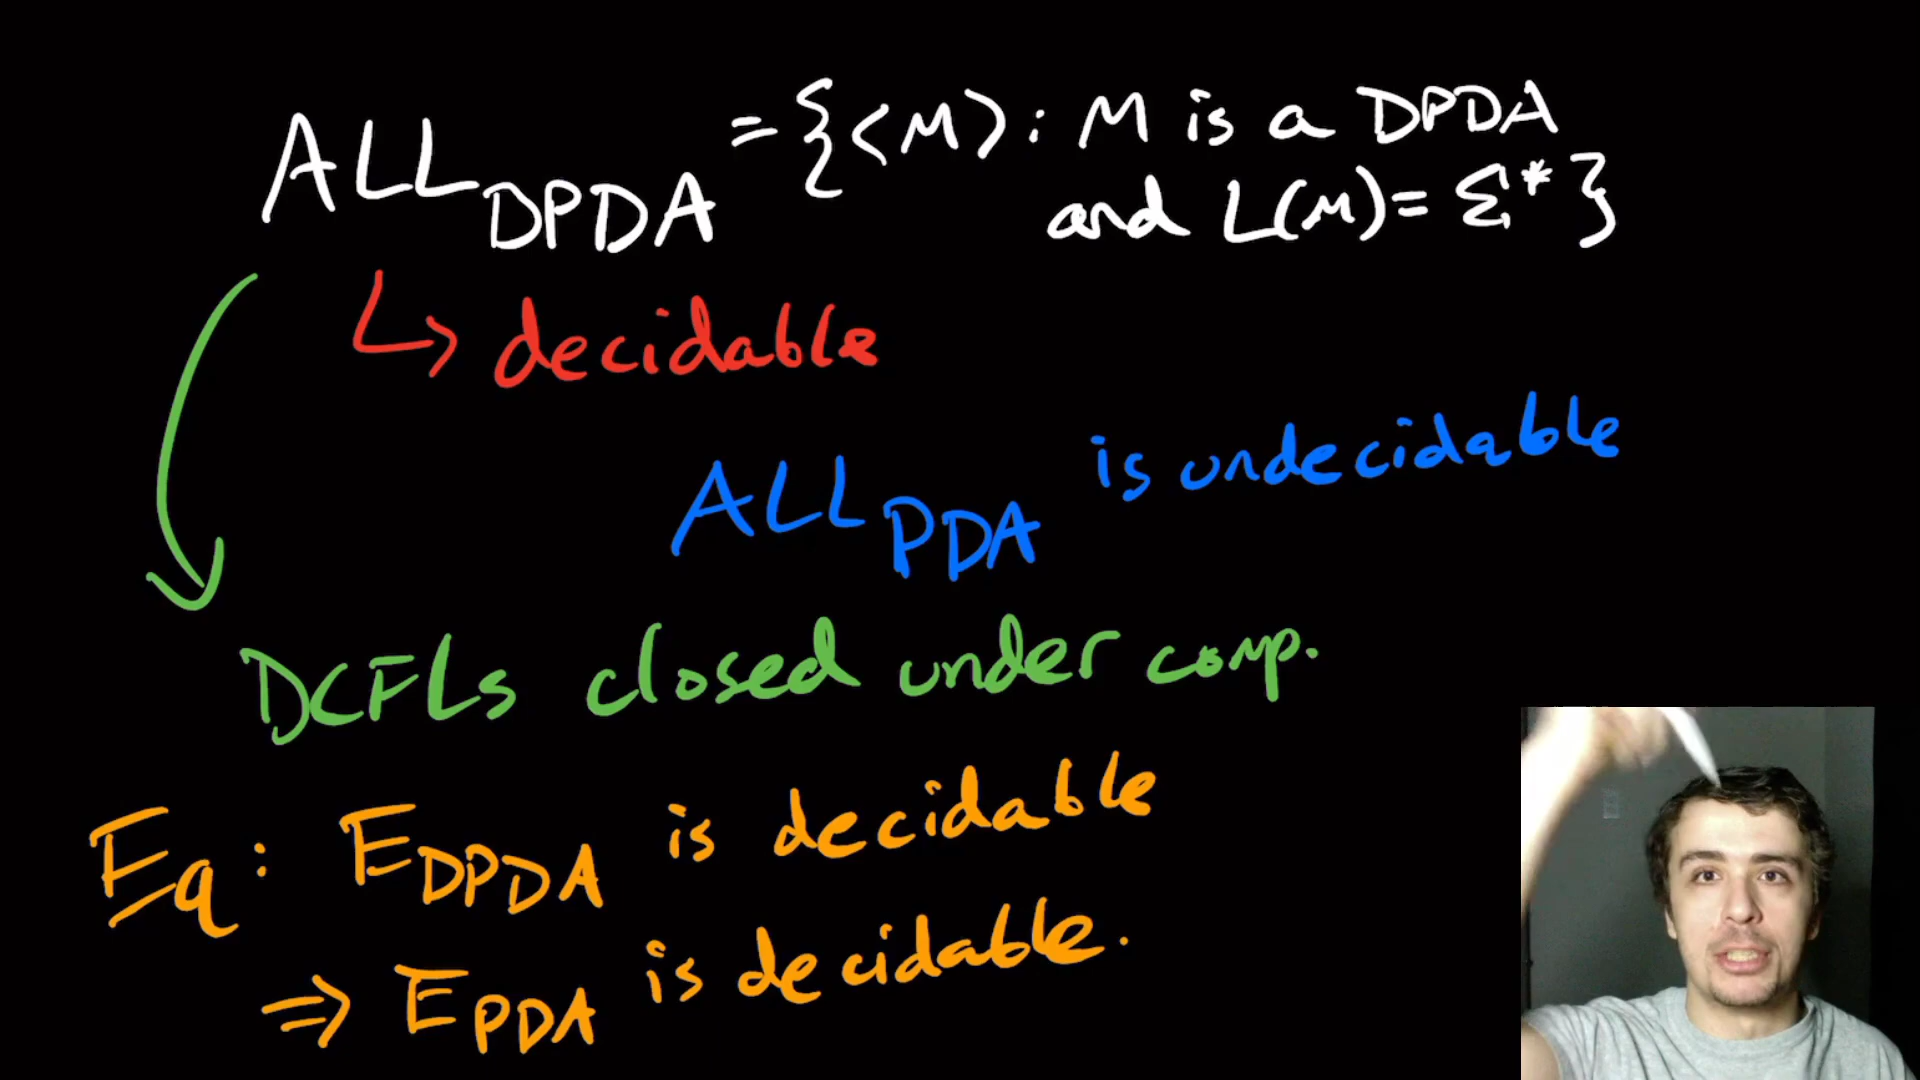 ALL_DPDA = {<M>: M is a DPDA
and L(M) = Σ*}
↳ decidable
ALL_PDA is undecidable
DCFLs closed under comp.
Eq: E_DPDA is decidable
⇒ E_PDA is decidable.